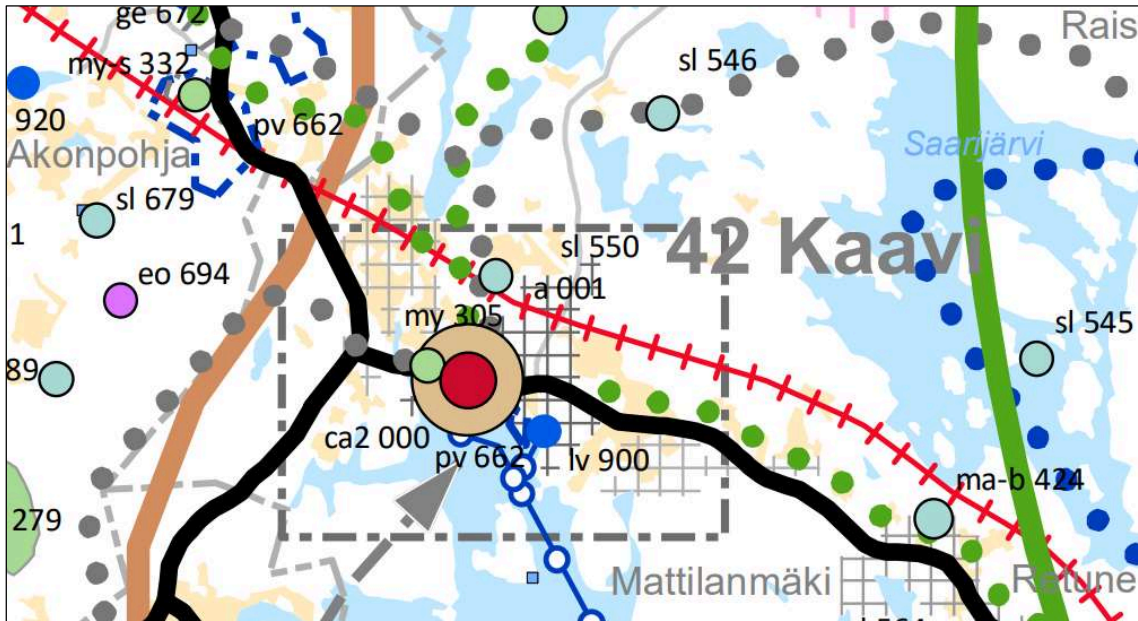 ge 672
Rais
my-s 332
sl 546
920
pv 662
Saarijärvi
Akonpohja
sl 679
1
sl 550
42 Kaavi
eo 694
a 001
my 305
sl 545
89
ca2 000
pv 662
lv 900
ma-b 424
279
Mattilanmäki
Retune